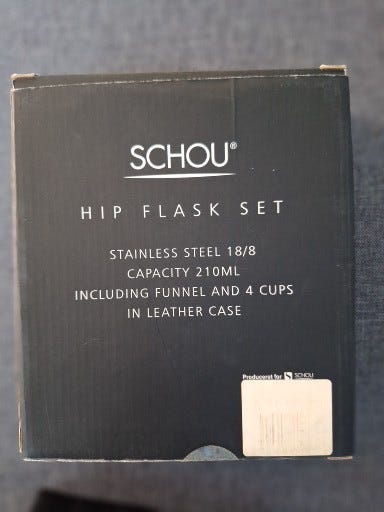 SCHOU®
HIP FLASK SET
STAINLESS STEEL 18/8
CAPACITY 210ML
INCLUDING FUNNEL AND 4 CUPS
IN LEATHER CASE
Produceret for S SCHOU